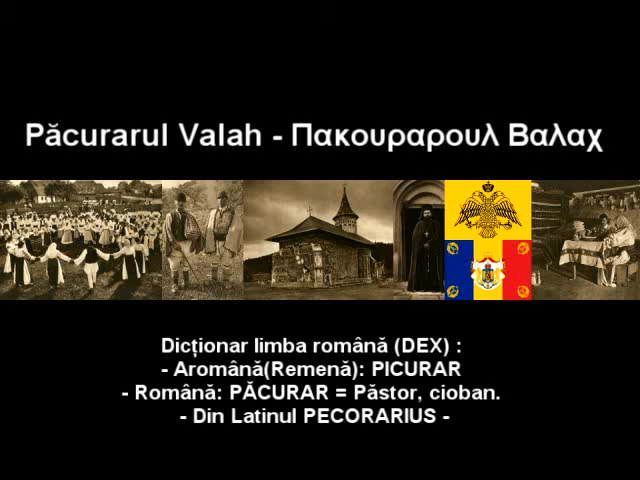 Păcurarul Valah - Πακουραρουλ Βαλαχ
Dicționar limba română (DEX) :
- Aromână(Remenă): PICURAR
- Română: PĂCURAR = Păstor, cioban.
- Din Latinul PECORARIUS -